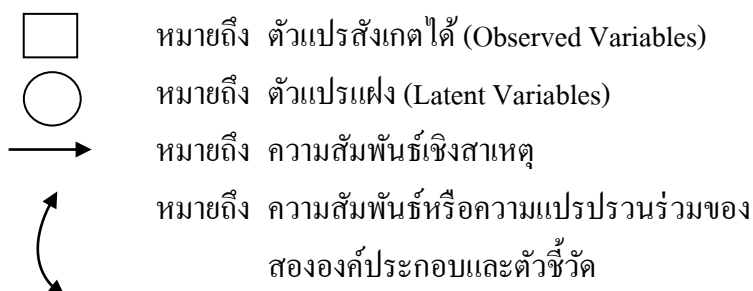 หมายถึง ตัวแปรสังเกตได้ (Observed Variables)
หมายถึง ตัวแปรแฝง (Latent Variables)
หมายถึง ความสัมพันธ์เชิงสาเหตุ
หมายถึง ความสัมพันธ์หรือความแปรปรวนร่วมของ
สององค์ประกอบและตัวชี้วัด